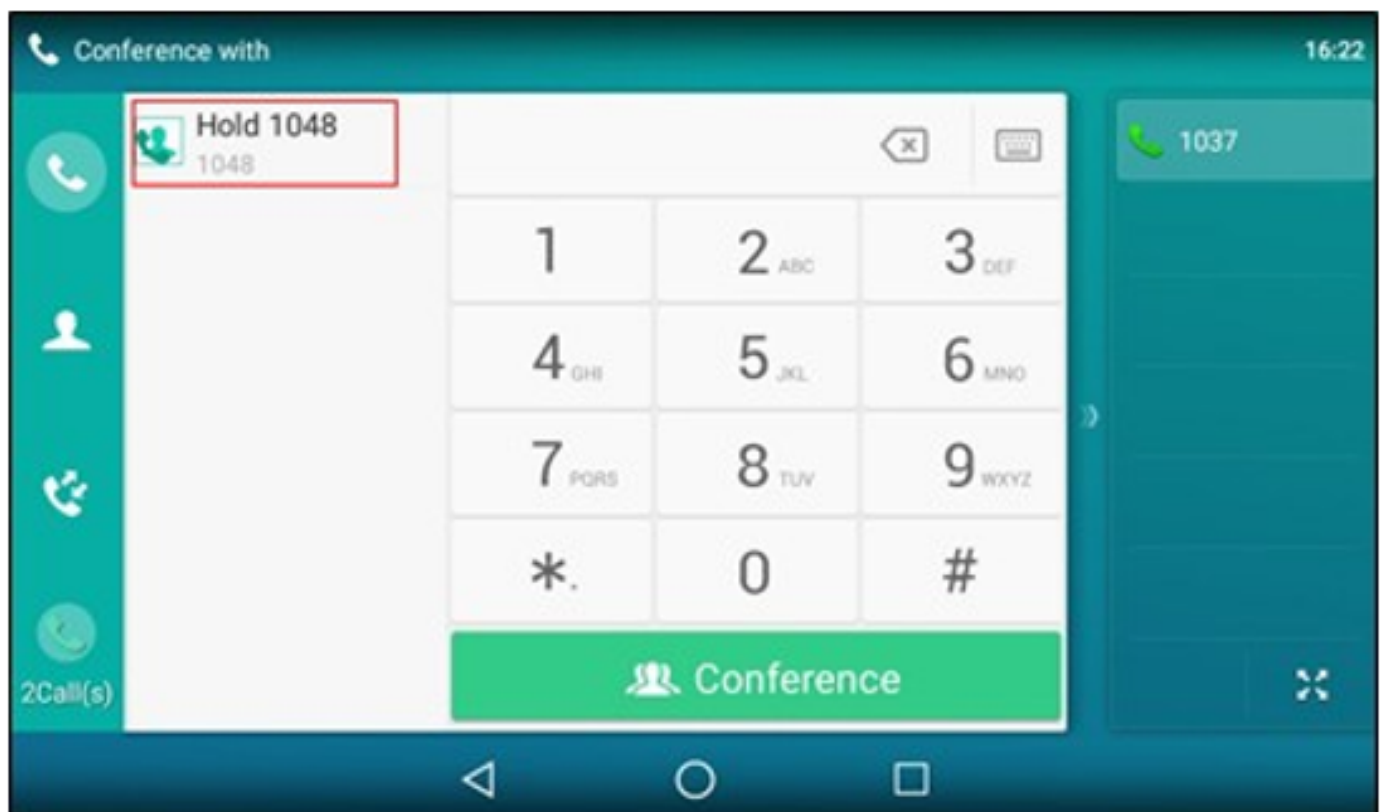 Conference with
16:22
Hold 1048
1048
1037
1
2 ABC
3 DEF
4 GHI
5 JKL
6 MNO
7 PQRS
8 TUV
9 WXYZ
*.
0
#
Conference
2Call(s)